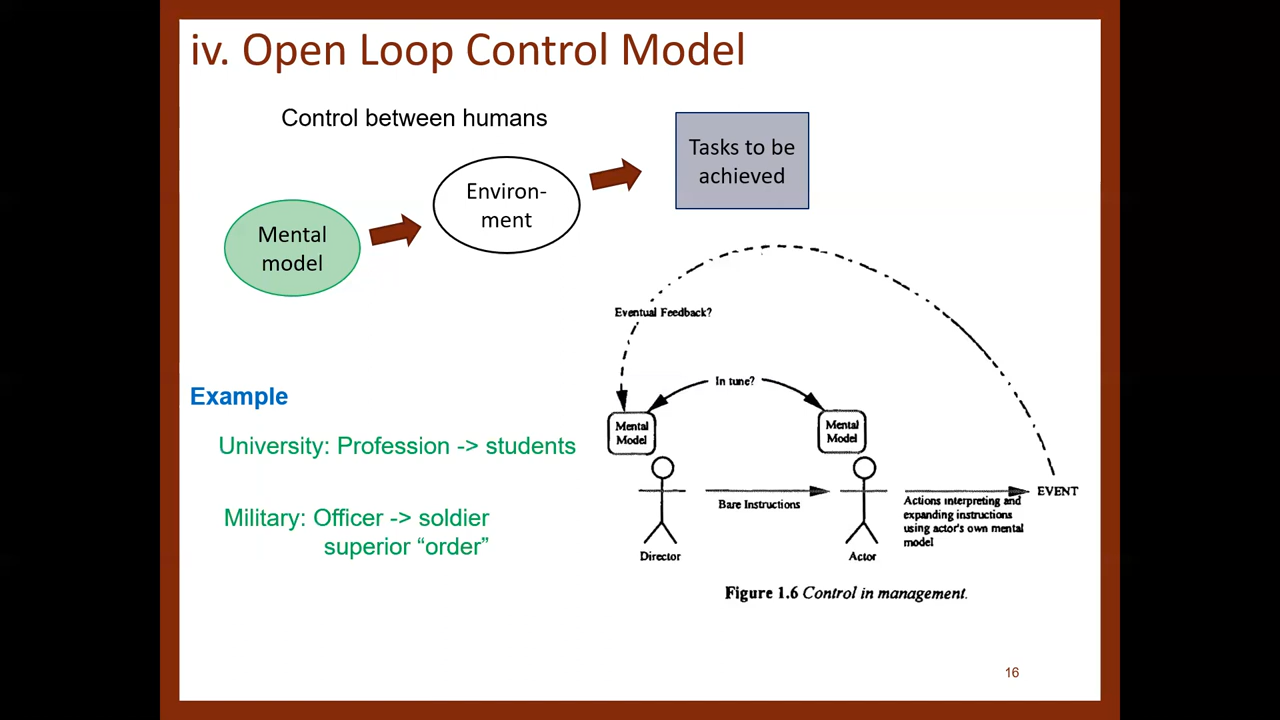 iv. Open Loop Control Model
Control between humans
Tasks to be
achieved
Environ-
ment
Mental
model
Eventual Feedback?
In tune?
Example
Mental
Model
Mental
Model
University: Profession -> students
Bare Instructions
EVENT
Actions interpreting and
expanding instructions
using actor's own mental
model
Military: Officer -> soldier
superior “order”
Director
Actor
Figure 1.6 Control in management.
16